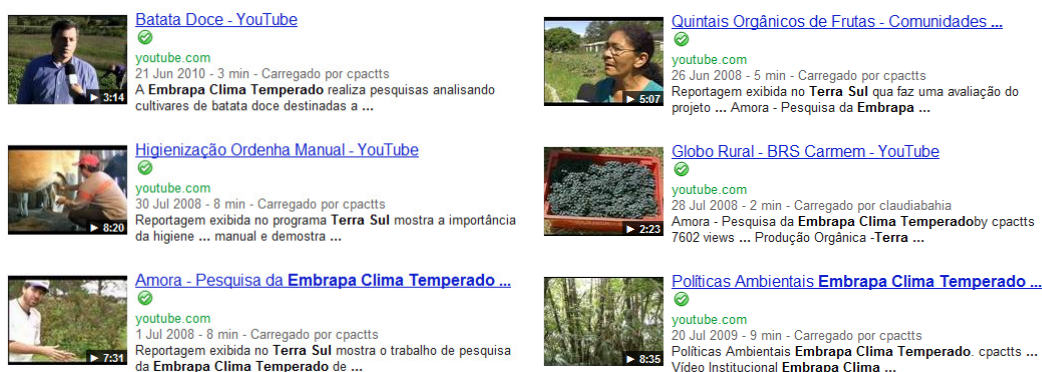 Batata Doce - YouTube
youtube.com
21 Jun 2010 - 3 min - Carregado por cpactts
A Embrapa Clima Temperado realiza pesquisas analisando
cultivares de batata doce destinadas a ...
3:14
Higienização Ordenha Manual - YouTube
youtube.com
30 Jul 2008 - 8 min - Carregado por cpactts
Reportagem exibida no programa Terra Sul mostra a importância
da higiene ... manual e demostra ...
8:20
Amora - Pesquisa da Embrapa Clima Temperado ...
youtube.com
1 Jul 2008 - 8 min - Carregado por cpactts
Reportagem exibida no Terra Sul mostra o trabalho de pesquisa
da Embrapa Clima Temperado de ...
7:31
Quintais Orgânicos de Frutas - Comunidades ...
youtube.com
26 Jun 2008 - 5 min - Carregado por cpactts
Reportagem exibida no Terra Sul qua faz uma avaliação do
projeto ... Amora - Pesquisa da Embrapa ...
5:07
Globo Rural - BRS Carmem - YouTube
youtube.com
28 Jul 2008 - 2 min - Carregado por claudiabahia
Amora - Pesquisa da Embrapa Clima Temperadoby cpactts
7602 views ... Produção Orgânica -Terra ...
2:23
Políticas Ambientais Embrapa Clima Temperado ...
youtube.com
20 Jul 2009 - 9 min - Carregado por cpactts
Políticas Ambientais Embrapa Clima Temperado. cpactts ...
Vídeo Institucional Embrapa Clima ...
8:35